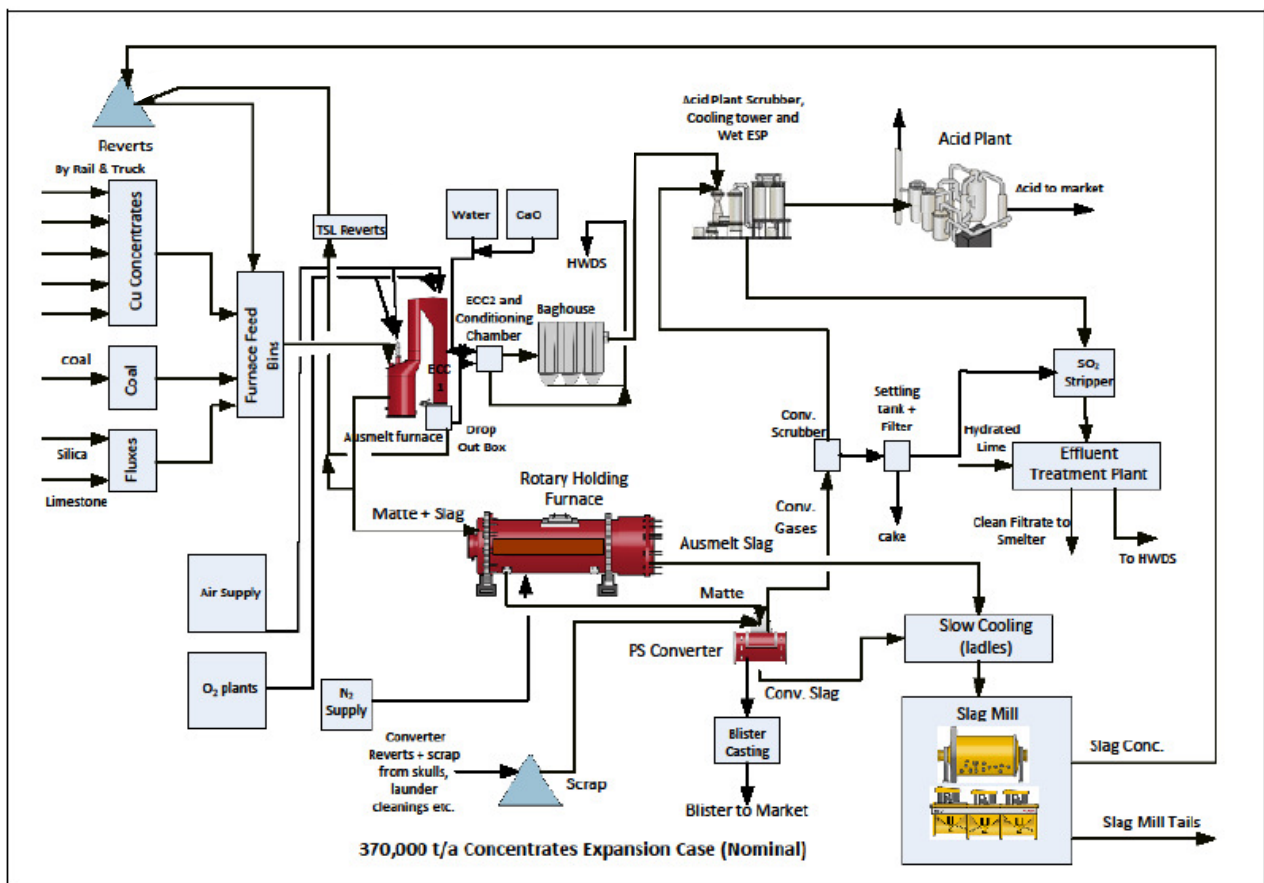 Reverts
By Rail & Truck
Cu Concentrates
coal
Coal
Silica
Limestone
Fluxes
Furnace Feed
Bins
TSL Reverts
Water
CaO
HWDS
ECC2 and
Conditioning
Chamber
Baghouse
ECC
1
Ausmelt furnace
Drop
Out Box
Acid Plant Scrubber,
Cooling tower and
Wet ESP
Acid Plant
Acid to market
SO₂
Stripper
Settling
tank +
Filter
Conv.
Scrubber
Hydrated
Lime
Effluent
Treatment Plant
Clean Filtrate to
Smelter
To HWDS
cake
Conv.
Gases
Rotary Holding
Furnace
Matte + Slag
Ausmelt Slag
Matte
Air Supply
O₂ plants
N₂
Supply
PS Converter
Conv. Slag
Slow Cooling
(ladles)
Slag Mill
Slag Conc.
Slag Mill Tails
Blister
Casting
Blister to Market
Converter
Reverts + scrap
from skulls,
launder
cleanings etc.
Scrap
370,000 t/a Concentrates Expansion Case (Nominal)